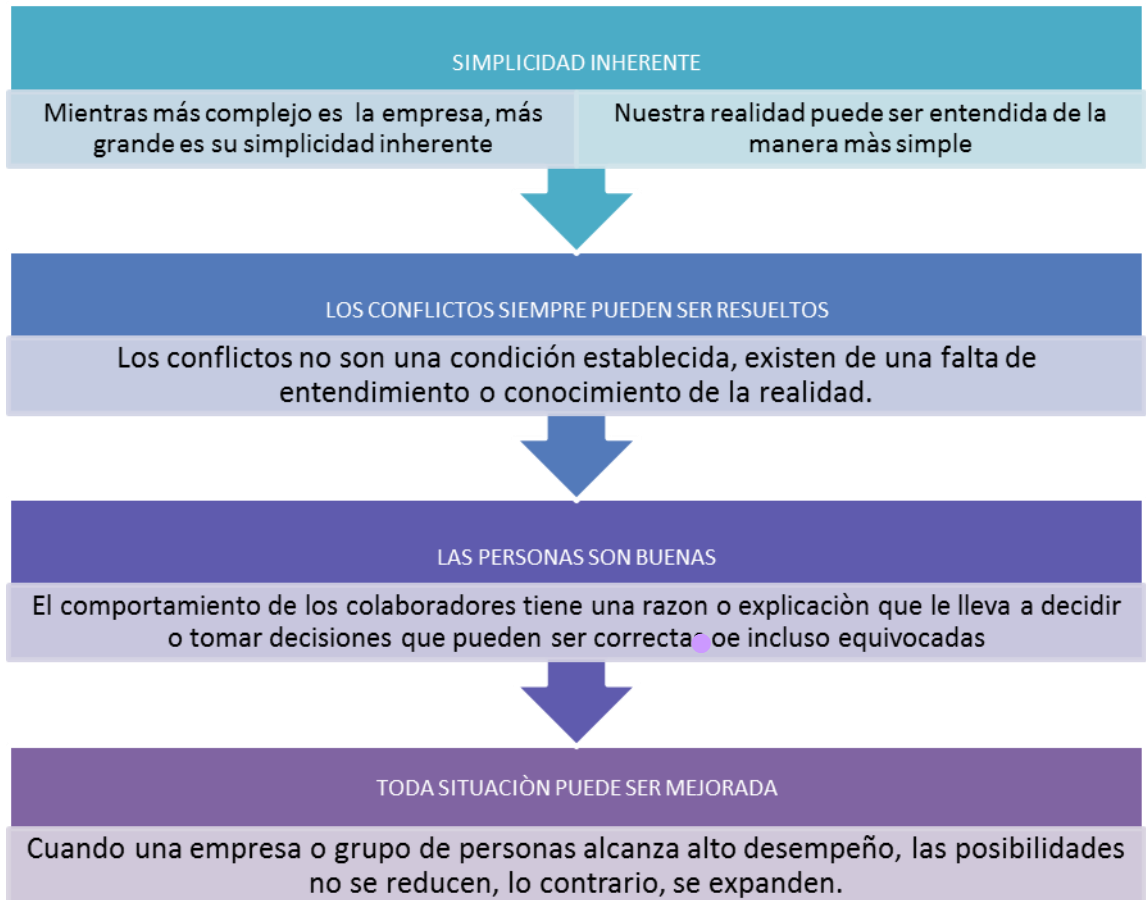 SIMPLICIDAD INHERENTE
Mientras más complejo es la empresa, más
grande es su simplicidad inherente
Nuestra realidad puede ser entendida de la
manera màs simple
LOS CONFLICTOS SIEMPRE PUEDEN SER RESUELTOS
Los conflictos no son una condición establecida, existen de una falta de
entendimiento o conocimiento de la realidad.
LAS PERSONAS SON BUENAS
El comportamiento de los colaboradores tiene una razon o explicaciòn que le lleva a decidir
o tomar decisiones que pueden ser correctas oe incluso equivocadas
TODA SITUACIÒN PUEDE SER MEJORADA
Cuando una empresa o grupo de personas alcanza alto desempeño, las posibilidades
no se reducen, lo contrario, se expanden.